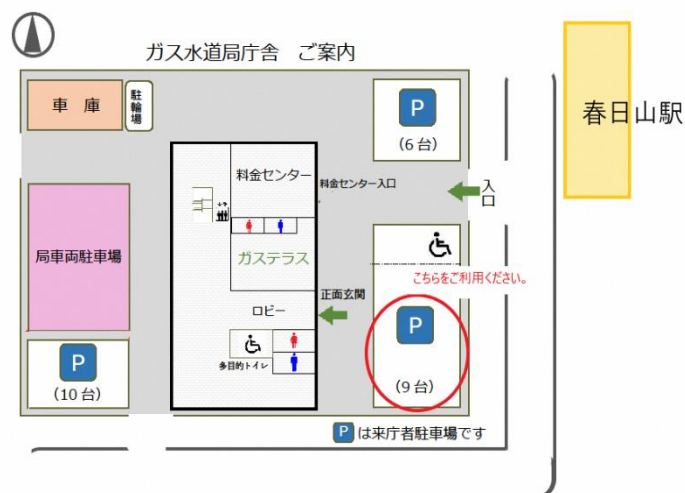 ガス水道局庁舎　ご案内
車　庫
駐輪場
P
(6台)
春日山駅
料金センター
料金センター入口
入口
局車両駐車場
ガステラス
こちらをご利用ください。
正面玄関
ロビー
P
P
多目的トイレ
(10台)
(9台)
Pは来庁者駐車場です